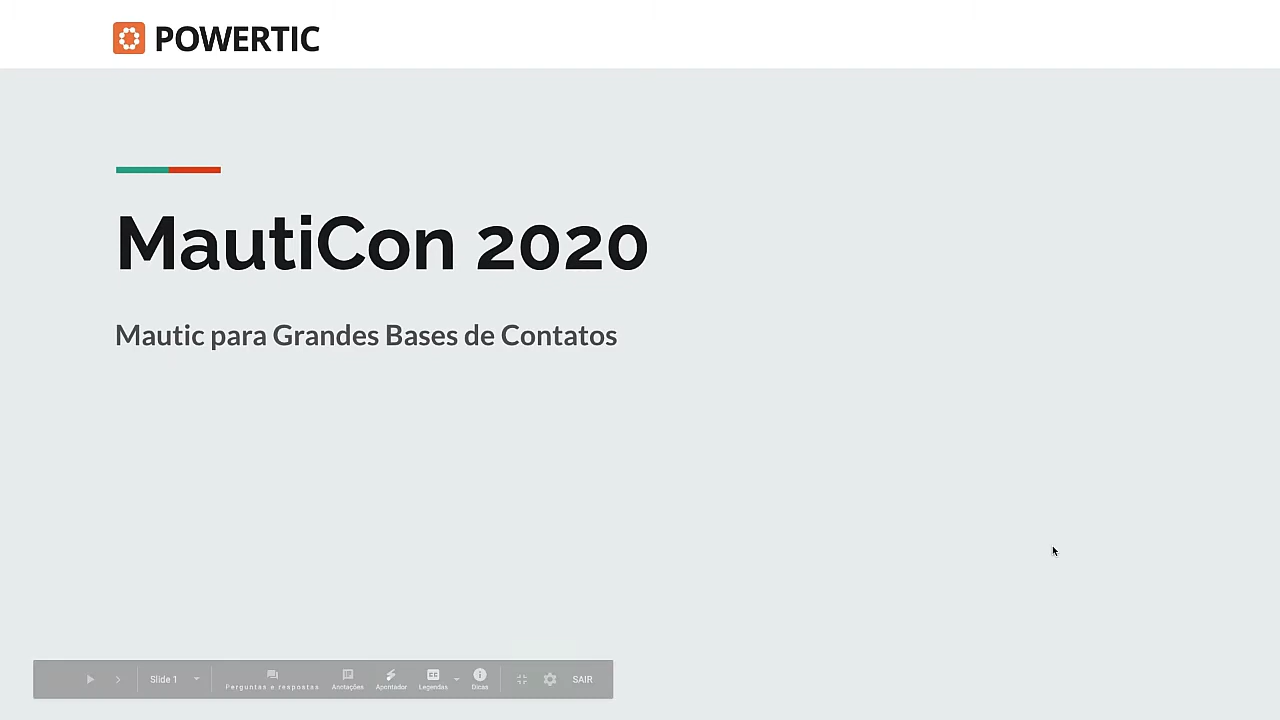 POWERTIC
MautiCon 2020
Mautic para Grandes Bases de Contatos
Slide 1
Perguntas e respostas
Anotações
Apontador
Legendas
Dicas
SAIR